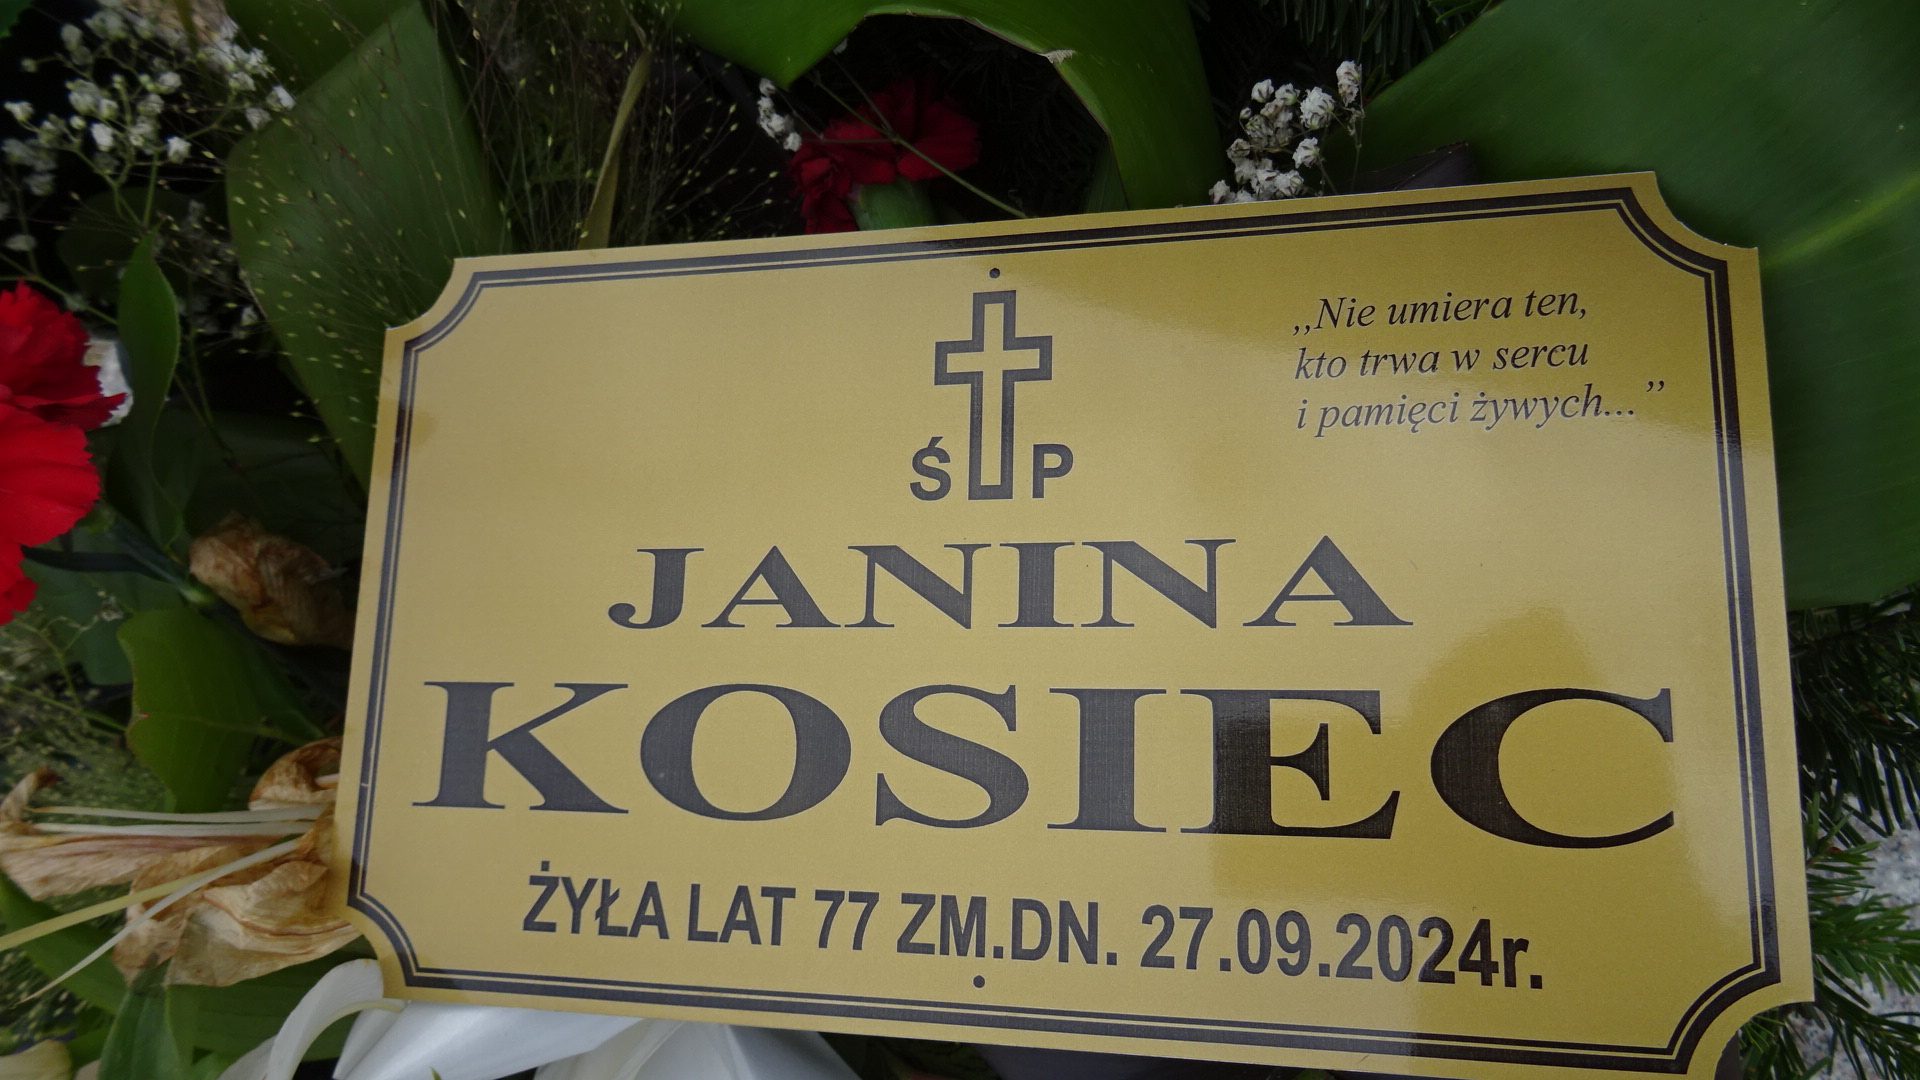 ,,Nie umiera ten,
kto trwa w sercu
i pamięci żywych...”
Ś P
JANINA
KOSIEC
ŻYŁA LAT 77 ZM.DN. 27.09.2024r.